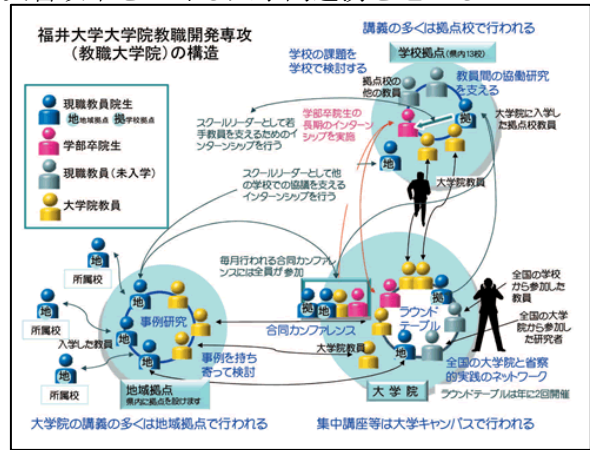 福井大学大学院教職開発専攻
(教職大学院)の構造
現職教員院生
地 地域拠点 拠 学校拠点
学部卒院生
現職教員(未入学)
大学院教員
講義の多くは拠点校で行われる
学校の課題を
学校で検討する
学校拠点(県内13校)
拠点校の
他の教員
教員間の協働研究
を支える
大学院に入学し
た拠点校教員
拠
地
スクールリーダーとして若
手教員を支えるためのイ
ンターンシップを行う
学部卒院生の
長期のインターン
シップを実施
スクールリーダーとして他
の学校での協議を支える
インターンシップを行う
大学院教員
毎月行われる合同カンファレ
ンスには全員が参加
拠
地
合同カンファレンス
地
所属校
地
所属校
入学した教員
地
所属校
地
地
地
事例研究
事例を持ち
寄って検討
地域拠点
県内に拠点を設けます
大学院の講義の多くは地域拠点で行われる
ラウンド
テーブル
拠
地
大学院教員
全国の学校
から参加した
教員
全国の大学
院から参加し
た研究者
全国の大学院と省察
的実践のネットワーク
大学院
ラウンドテーブルは年に2回開催
集中講座等は大学キャンパスで行われる